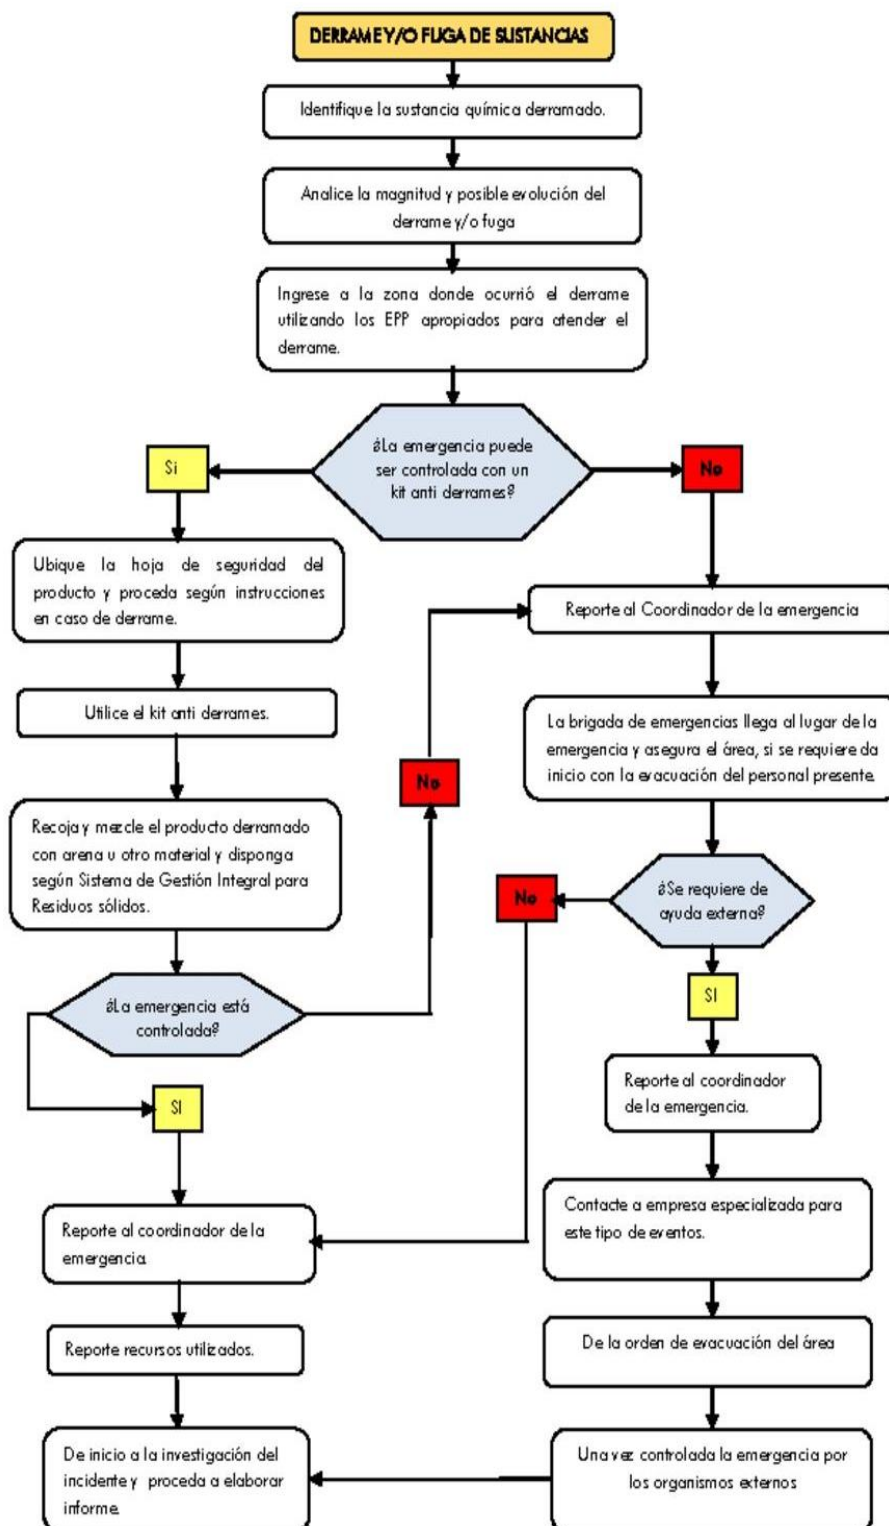 DERRAME Y/O FUGA DE SUSTANCIAS
Identifique la sustancia química derramado.
Analice la magnitud y posible evolución del
derrame y/o fuga
Ingrese a la zona donde ocurrió el derrame
utilizando los EPP apropiados para atender el
derrame.
¿La emergencia puede
ser controlada con un
kit anti derrames?
Si
No
Ubique la hoja de seguridad del
producto y proceda según instrucciones
en caso de derrame.
Reporte al Coordinador de la emergencia
Utilice el kit anti derrames.
La brigada de emergencias llega al lugar de la
emergencia y asegura el área, si se requiere da
inicio con la evacuación del personal presente.
No
Recoja y mezcle el producto derramado
con arena u otro material y disponga
según Sistema de Gestión Integral para
Residuos sólidos.
¿Se requiere de
ayuda externa?
No
SI
¿La emergencia está
controlada?
SI
Reporte al coordinador
de la emergencia.
Contacte a empresa especializada para
este tipo de eventos.
Reporte al coordinador de la
emergencia.
De la orden de evacuación del área
Reporte recursos utilizados.
Una vez controlada la emergencia por
los organismos externos
De inicio a la investigación del
incidente y proceda a elaborar
informe.